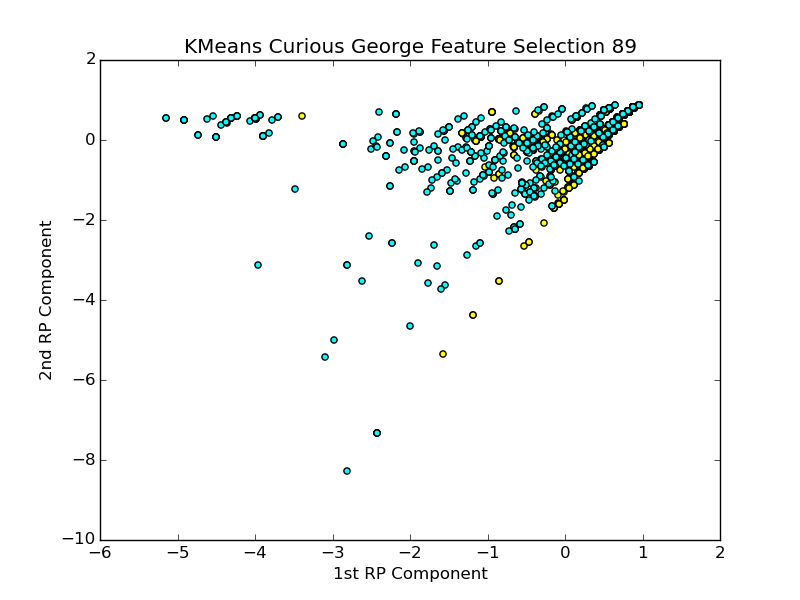 KMeans Curious George Feature Selection 89
2
0
−2
−4
−6
−8
−10
2nd RP Component
−6 −5 −4 −3 −2 −1 0 1 2
1st RP Component